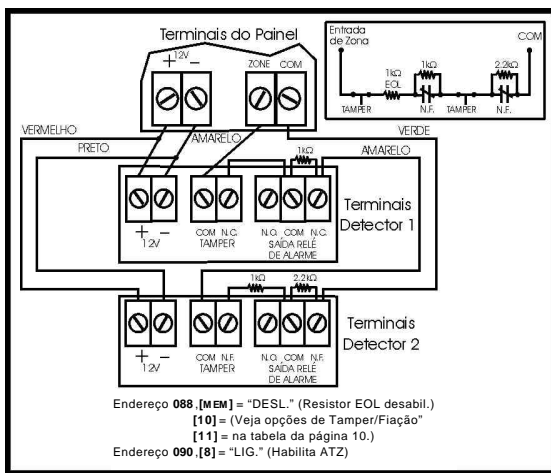 Terminais do Painel
+ 12V −
ZONE COM
Entrada
de Zona
COM
1kΩ
EOL
1kΩ
2.2kΩ
TAMPER
N.F.
TAMPER
N.F.
VERMELHO
AMARELO
VERDE
PRETO
AMARELO
1kΩ
Terminais
Detector 1
+ −
12V
COM N.C.
TAMPER
N.O. COM N.C.
SAÍDA RELÉ
DE ALARME
1kΩ
2.2kΩ
Terminais
Detector 2
+ −
12V
COM N.F.
TAMPER
N.O. COM N.F.
SAÍDA RELÉ
DE ALARME
Endereço 088,[MEM] = “DESL.” (Resistor EOL desabil.)
[10] = (Veja opções de Tamper/Fiação”
[11] = na tabela da página 10.)
Endereço 090,[8] = “LIG.” (Habilita ATZ)